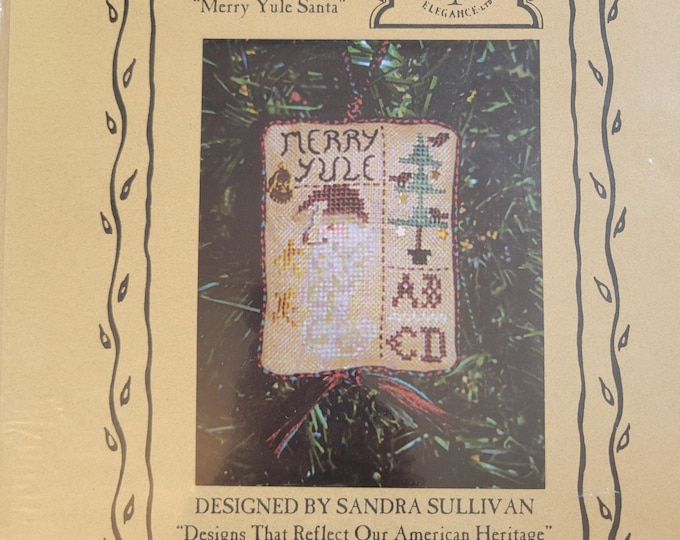 "Merry Yule Santa"
ELEGANCE·LTD
MERRY
YULE
AB
CD
DESIGNED BY SANDRA SULLIVAN
"Designs That Reflect Our American Heritage"